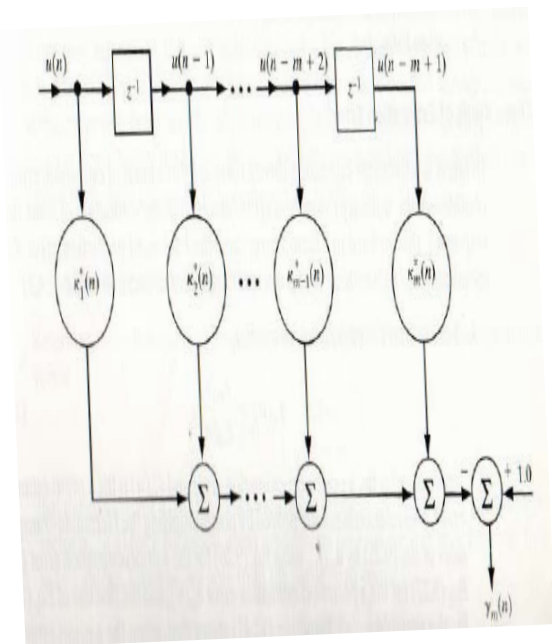 u(n) u(n − 1) u(n − m + 2) u(n − m + 1)
z⁻¹ ••• z⁻¹
κ₁*(n) κ₂*(n) ••• κₘ₋₁*(n) κₘ*(n)
Σ ••• Σ Σ − Σ + 1.0
γₘ(n)